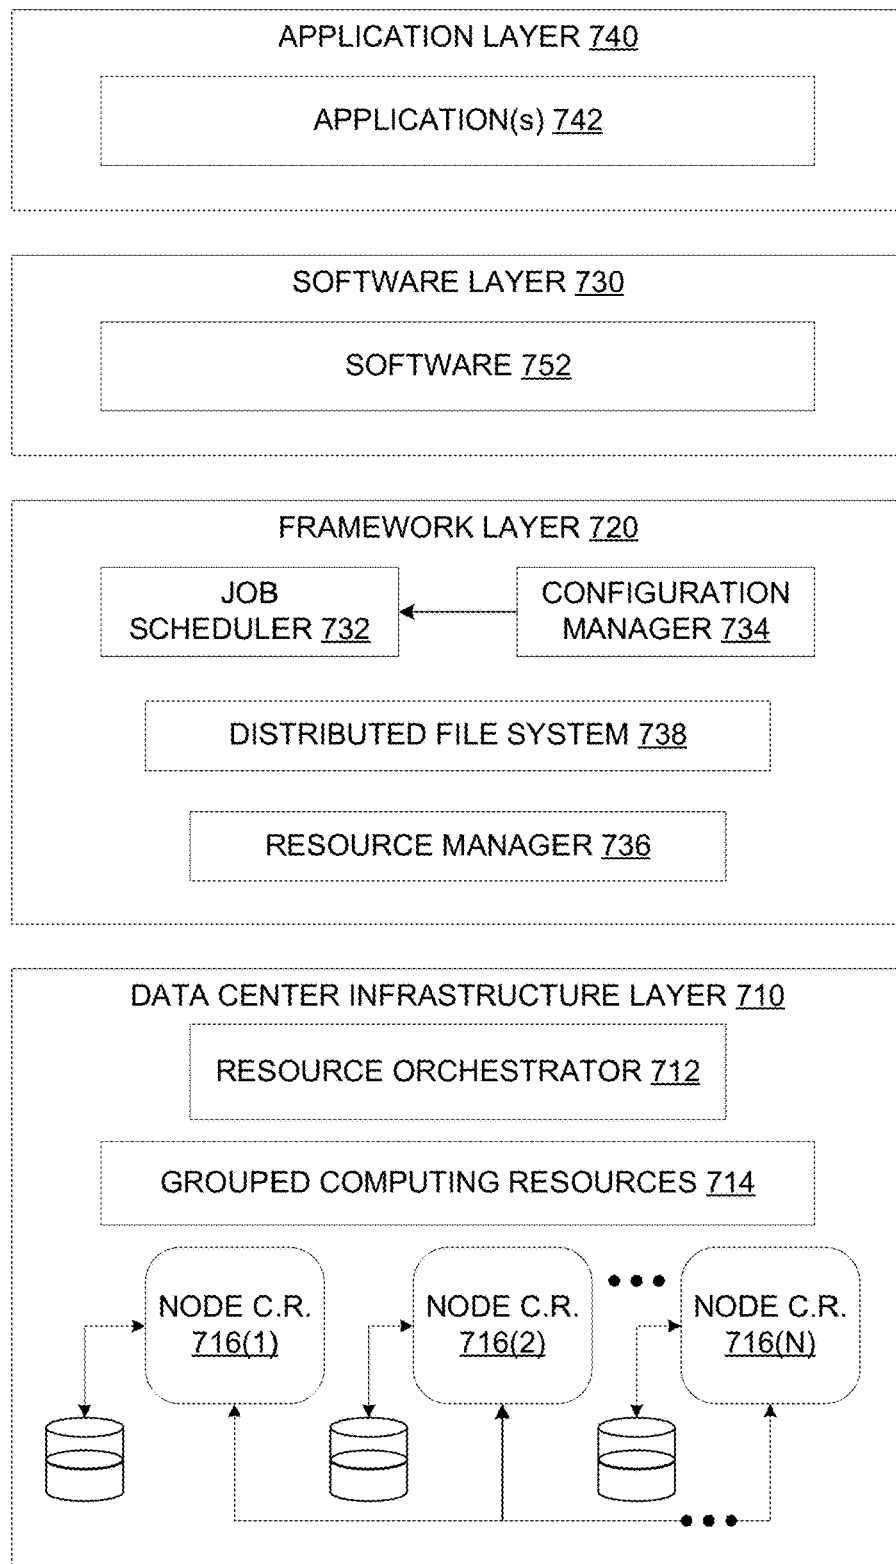 APPLICATION LAYER 740
APPLICATION(s) 742
SOFTWARE LAYER 730
SOFTWARE 752
FRAMEWORK LAYER 720
JOB
SCHEDULER 732
CONFIGURATION
MANAGER 734
DISTRIBUTED FILE SYSTEM 738
RESOURCE MANAGER 736
DATA CENTER INFRASTRUCTURE LAYER 710
RESOURCE ORCHESTRATOR 712
GROUPED COMPUTING RESOURCES 714
NODE C.R.
716(1)
NODE C.R.
716(2)
NODE C.R.
716(N)